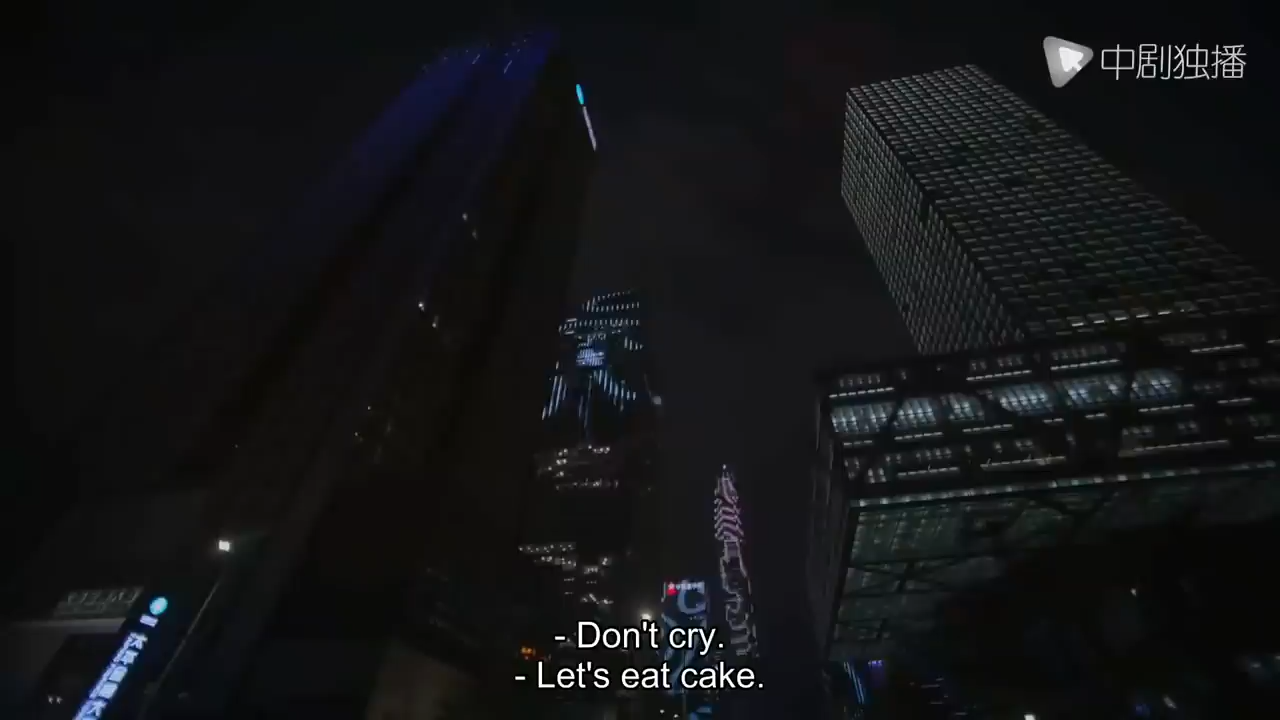 中剧独播
- Don't cry.
- Let's eat cake.